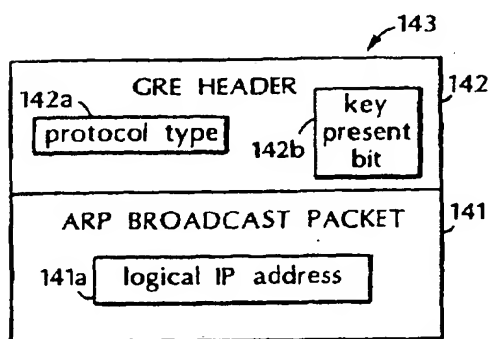 143
GRE HEADER
142
142a
protocol type
key
present
bit
142b
ARP BROADCAST PACKET
141
141a
logical IP address